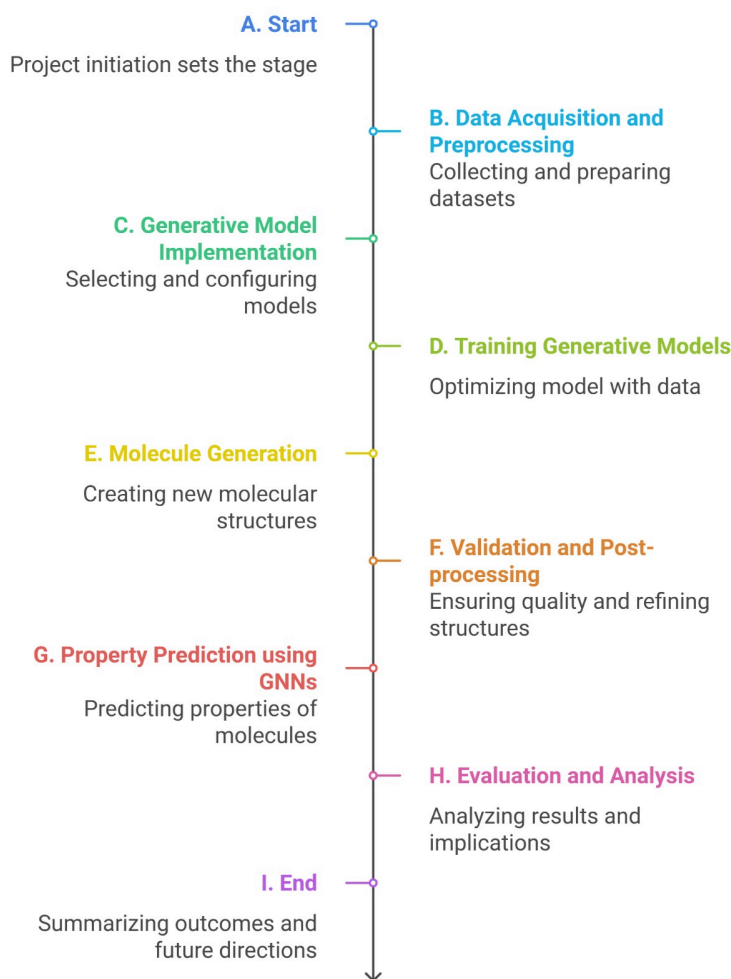 A. Start
Project initiation sets the stage
B. Data Acquisition and
Preprocessing
Collecting and preparing
datasets
C. Generative Model
Implementation
Selecting and configuring
models
D. Training Generative Models
Optimizing model with data
E. Molecule Generation
Creating new molecular
structures
F. Validation and Post-
processing
Ensuring quality and refining
structures
G. Property Prediction using
GNNs
Predicting properties of
molecules
H. Evaluation and Analysis
Analyzing results and
implications
I. End
Summarizing outcomes and
future directions